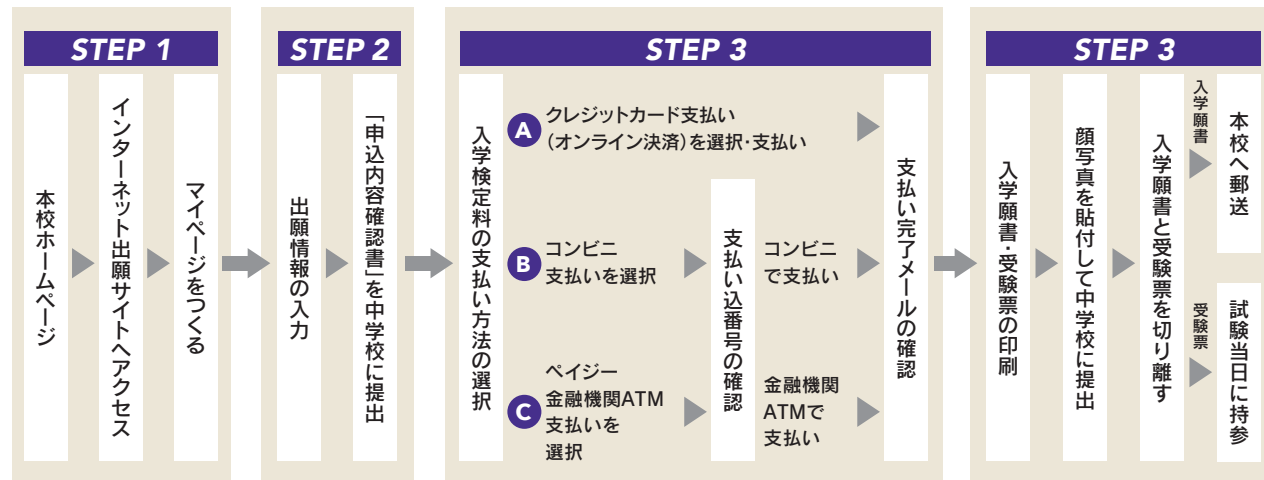 STEP 1
本校ホームページ
インターネット出願サイトへアクセス
マイページをつくる
STEP 2
出願情報の入力
「申込内容確認書」を中学校に提出
STEP 3
入学検定料の支払い方法の選択
A
クレジットカード支払い
（オンライン決済）を選択・支払い
B
コンビニ
支払いを選択
C
ペイジー
金融機関ATM
支払いを
選択
支払い込番号の確認
コンビニ
で支払い
金融機関
ATMで
支払い
支払い完了メールの確認
STEP 3
入学願書・受験票の印刷
顔写真を貼付して中学校に提出
入学願書と受験票を切り離す
入学願書
本校へ郵送
受験票
試験当日に持参